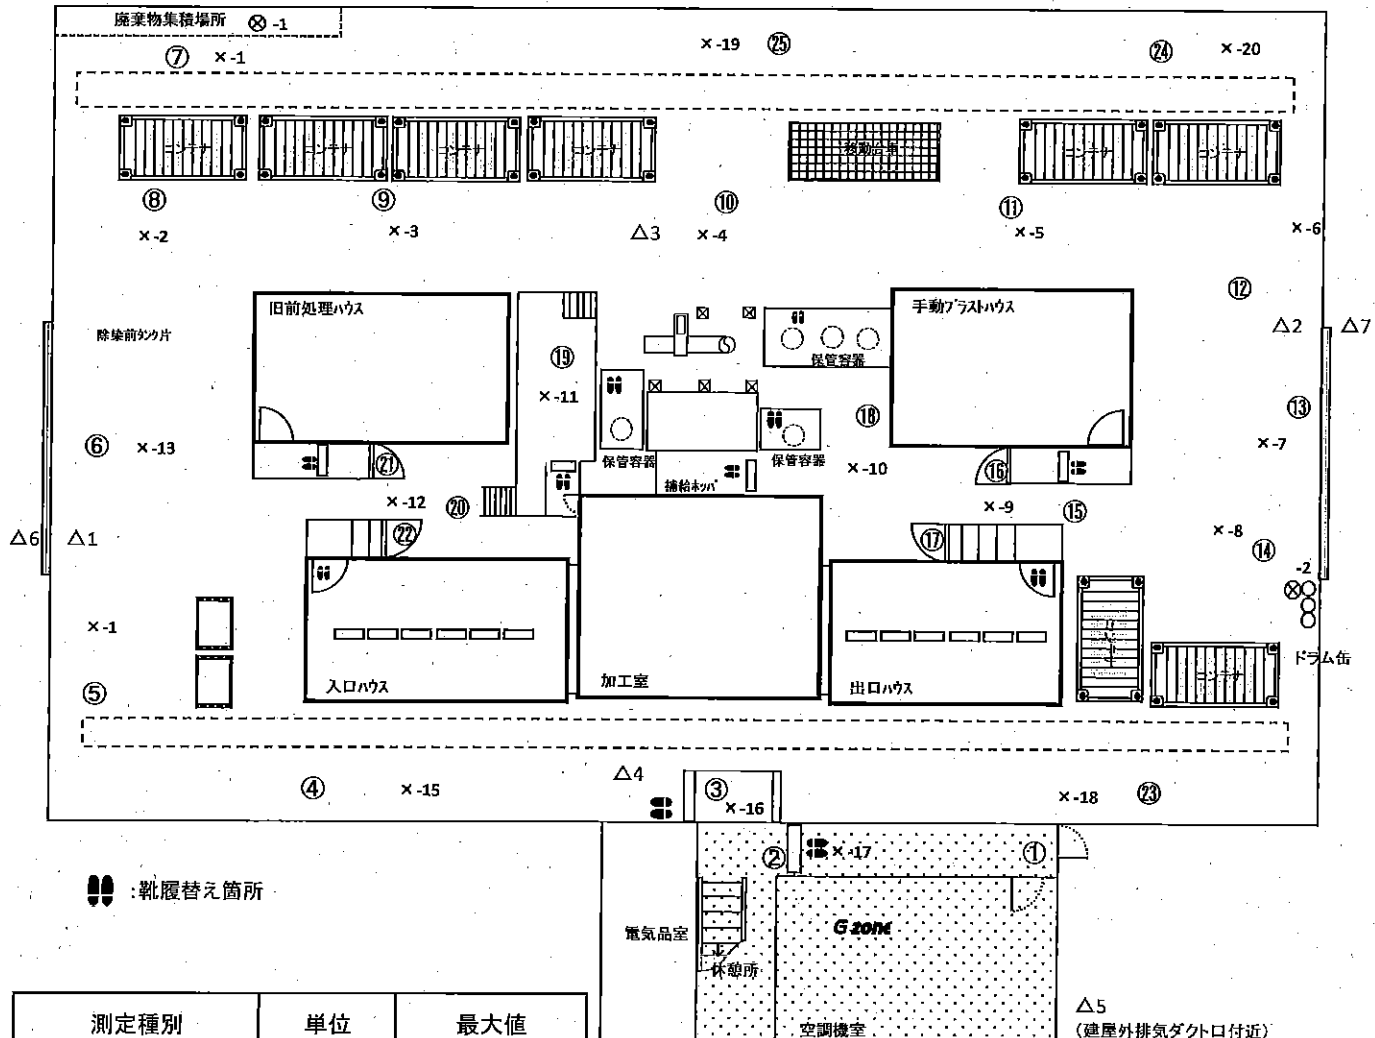 廃棄物集積場所 ⊗ -1
⑦ ×-1
×-19 ㉕
㉔ ×-20
コンテナ コンテナ コンテナ コンテナ 移動台車 コンテナ コンテナ
⑧ ⑨ ⑩ ⑪
×-2 ×-3 △3 ×-4 ×-5 ×-6
⑫
旧前処理ハウス 手動ブラストハウス
△2 △7
除染前タンク片
⑲ 保管容器
×-11 ⑱ ⑬
⑥ ×-13 ×-7
㉑ 保管容器 保管容器 ×-10 ⑯
補給ホッパ
×-12 ⑳ ×-9 ⑮
△6 △1 ㉒ ⑰ ×-8
⑭
-2
⊗
×-1
コンテナ
ドラム缶
⑤ 入口ハウス 加工室 出口ハウス コンテナ
④ ×-15 △4 ③ ×-16 ×-18 ㉓
② ×-17 ①
:靴履替え箇所
電気品室 G zone
休憩所
測定種別 単位 最大値
空調機室
△5
(建屋外排気ダクト口付近)